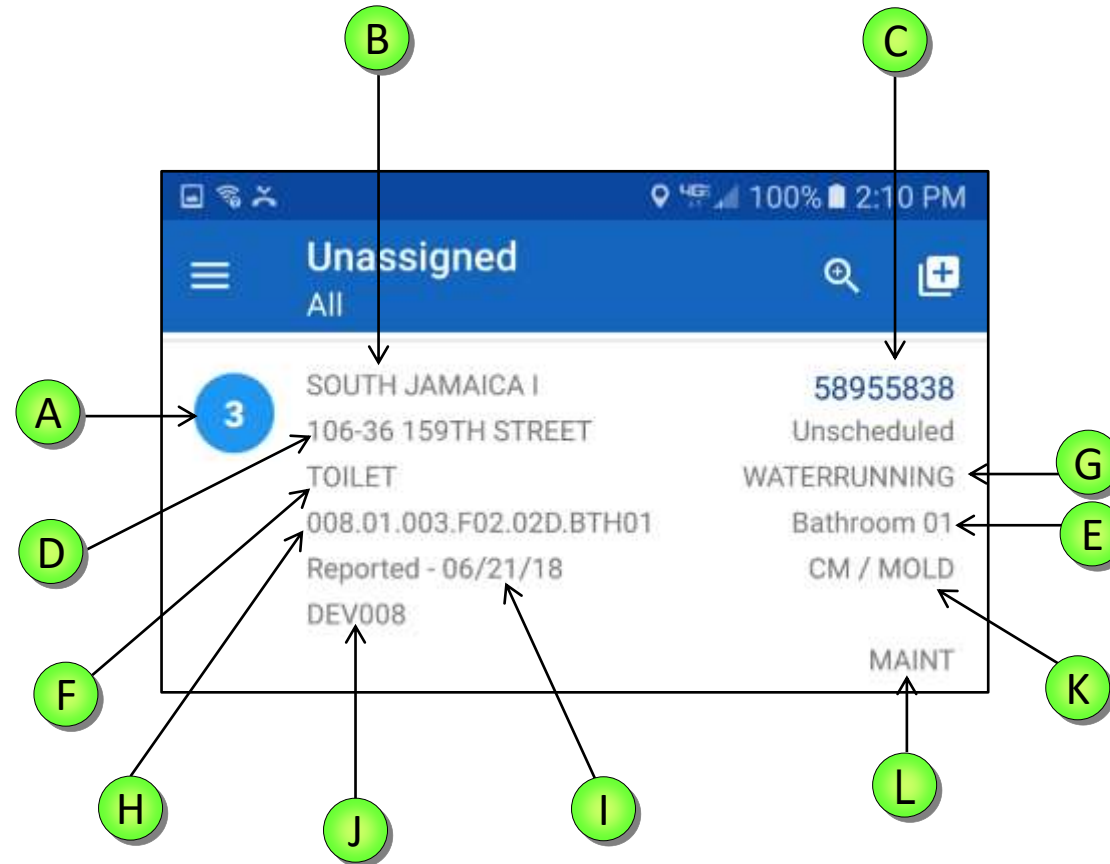 B
C
4GE 100% 2:10 PM
Unassigned
All
A
3
SOUTH JAMAICA I
58955838
106-36 159TH STREET
Unscheduled
G
TOILET
WATERRUNNING
D
008.01.003.F02.02D.BTH01
Bathroom 01
E
Reported - 06/21/18
CM / MOLD
DEV008
F
MAINT
K
H
J
I
L